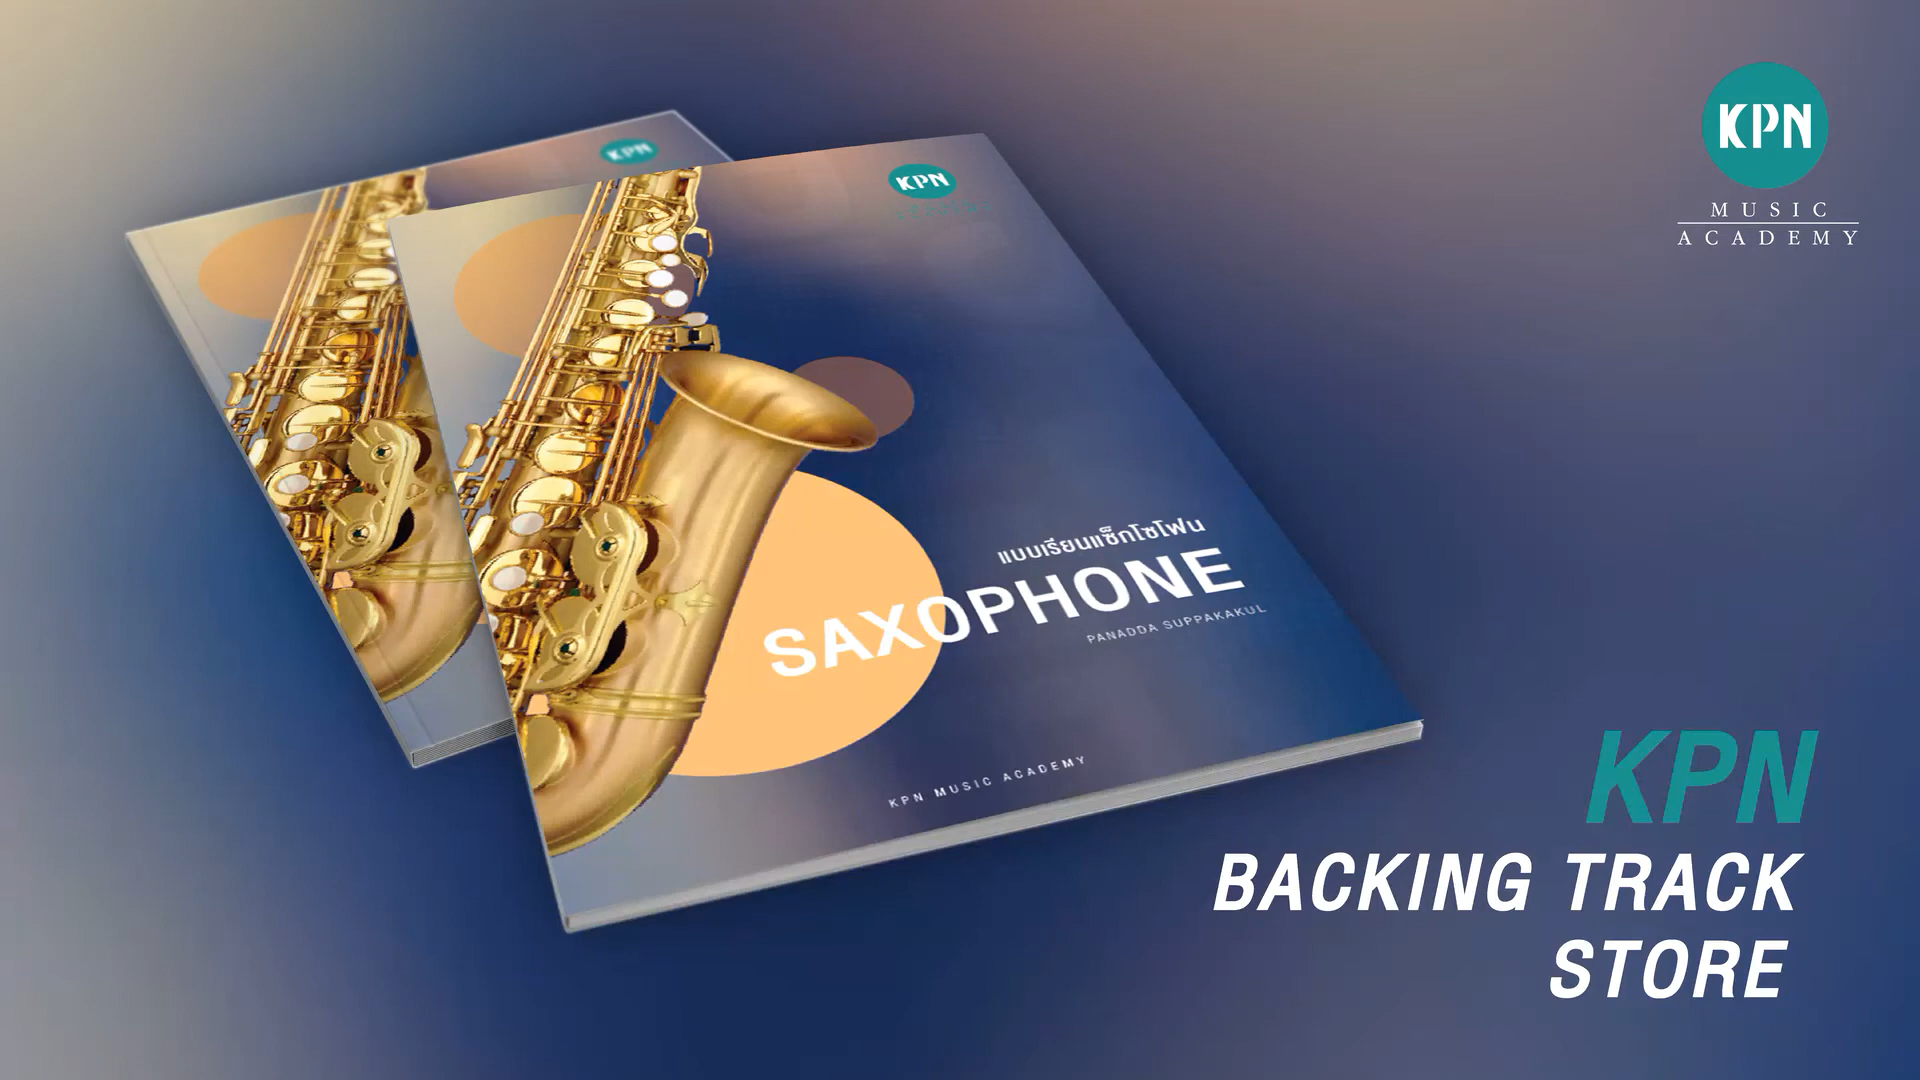 KPN
MUSIC
ACADEMY
KPN
KPN
แบบเรียนแซ็กโซโฟน
SAXOPHONE
PANADDA SUPPAKAKUL
KPN MUSIC ACADEMY
KPN
BACKING TRACK
STORE